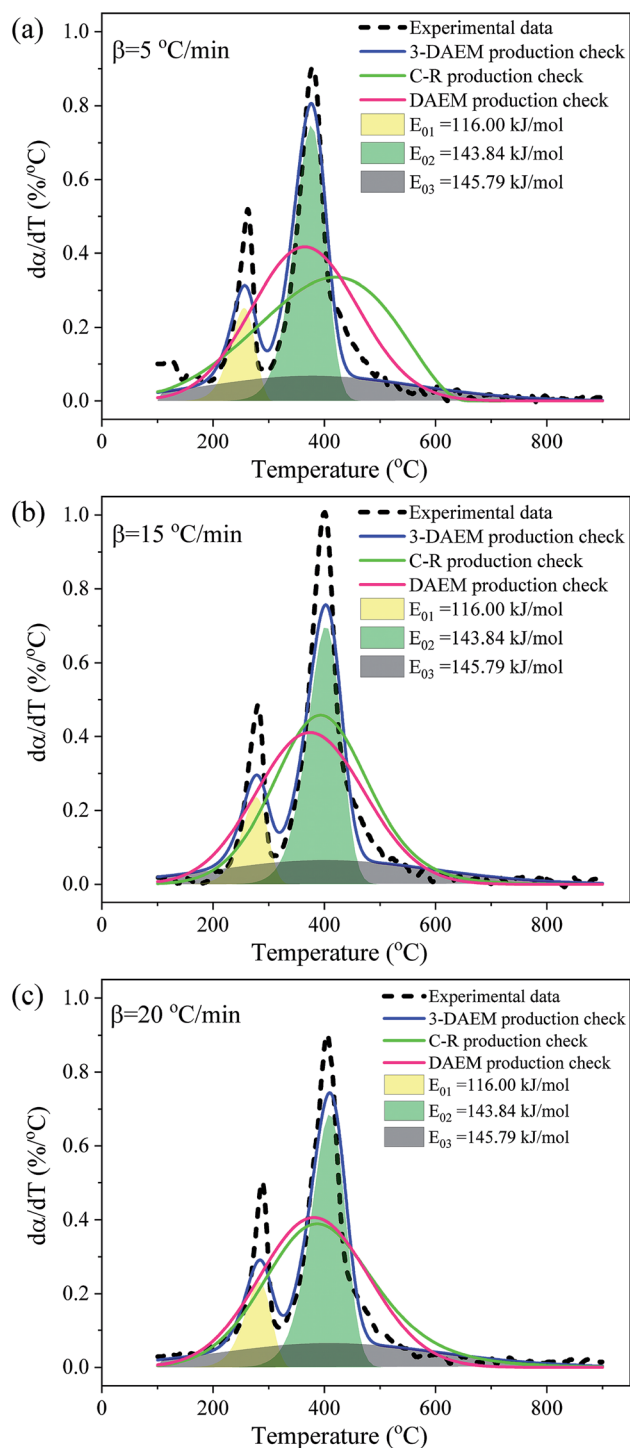 (a)
β=5 °C/min
Experimental data
3-DAEM production check
C-R production check
DAEM production check
E01 =116.00 kJ/mol
E02 =143.84 kJ/mol
E03 =145.79 kJ/mol
dα/dT (%/°C)
1.0
0.8
0.6
0.4
0.2
0.0
0 200 400 600 800
Temperature (°C)
(b)
β=15 °C/min
Experimental data
3-DAEM production check
C-R production check
DAEM production check
E01 =116.00 kJ/mol
E02 =143.84 kJ/mol
E03 =145.79 kJ/mol
dα/dT (%/°C)
1.0
0.8
0.6
0.4
0.2
0.0
0 200 400 600 800
Temperature (°C)
(c)
β=20 °C/min
Experimental data
3-DAEM production check
C-R production check
DAEM production check
E01 =116.00 kJ/mol
E02 =143.84 kJ/mol
E03 =145.79 kJ/mol
dα/dT (%/°C)
1.0
0.8
0.6
0.4
0.2
0.0
0 200 400 600 800
Temperature (°C)